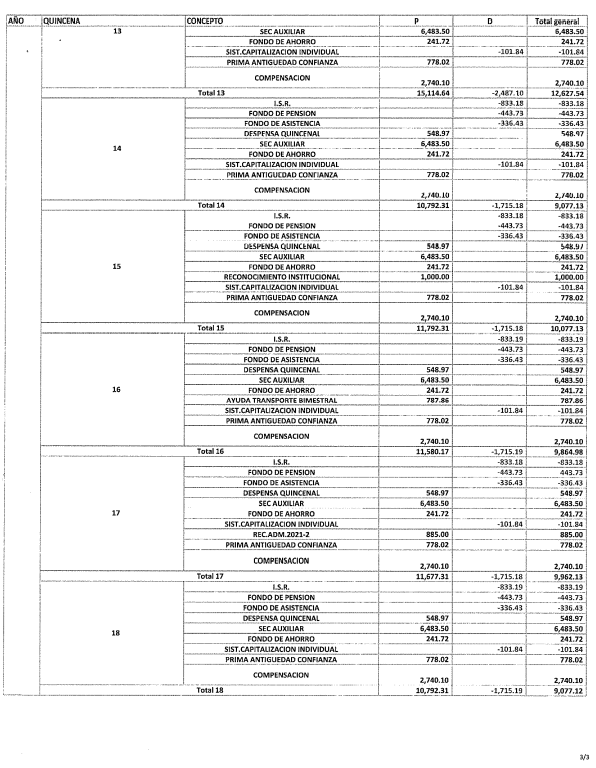 AÑO QUINCENA CONCEPTO P D Total general
13 SEC AUXILIAR 6,483.50 6,483.50
FONDO DE AHORRO 241.72 241.72
SIST.CAPITALIZACION INDIVIDUAL -101.84 -101.84
PRIMA ANTIGUEDAD CONFIANZA 778.02 778.02
COMPENSACION 2,740.10 2,740.10
Total 13 15,114.64 -2,487.10 12,627.54
I.S.R. -833.18 -833.18
FONDO DE PENSION -443.73 -443.73
FONDO DE ASISTENCIA -336.43 -336.43
DESPENSA QUINCENAL 548.97 548.97
14 SEC AUXILIAR 6,483.50 6,483.50
FONDO DE AHORRO 241.72 241.72
SIST.CAPITALIZACION INDIVIDUAL -101.84 -101.84
PRIMA ANTIGUEDAD CONFIANZA 778.02 778.02
COMPENSACION 2,740.10 2,740.10
Total 14 10,792.31 -1,715.18 9,077.13
I.S.R. -833.18 -833.18
FONDO DE PENSION -443.73 -443.73
FONDO DE ASISTENCIA -336.43 -336.43
DESPENSA QUINCENAL 548.97 548.97
SEC AUXILIAR 6,483.50 6,483.50
15 FONDO DE AHORRO 241.72 241.72
RECONOCIMIENTO INSTITUCIONAL 1,000.00 1,000.00
SIST.CAPITALIZACION INDIVIDUAL -101.84 -101.84
PRIMA ANTIGUEDAD CONFIANZA 778.02 778.02
COMPENSACION 2,740.10 2,740.10
Total 15 11,792.31 -1,715.18 10,077.13
I.S.R. -833.19 -833.19
FONDO DE PENSION -443.73 -443.73
FONDO DE ASISTENCIA -336.43 -336.43
DESPENSA QUINCENAL 548.97 548.97
SEC AUXILIAR 6,483.50 6,483.50
16 FONDO DE AHORRO 241.72 241.72
AYUDA TRANSPORTE BIMESTRAL 787.86 787.86
SIST.CAPITALIZACION INDIVIDUAL -101.84 -101.84
PRIMA ANTIGUEDAD CONFIANZA 778.02 778.02
COMPENSACION 2,740.10 2,740.10
Total 16 11,580.17 -1,715.19 9,864.98
I.S.R. -833.18 -833.18
FONDO DE PENSION -443.73 443.73
FONDO DE ASISTENCIA -336.43 -336.43
DESPENSA QUINCENAL 548.97 548.97
SEC AUXILIAR 6,483.50 6,483.50
17 FONDO DE AHORRO 241.72 241.72
SIST.CAPITALIZACION INDIVIDUAL -101.84 -101.84
REC.ADM.2021-2 885.00 885.00
PRIMA ANTIGUEDAD CONFIANZA 778.02 778.02
COMPENSACION 2,740.10 2,740.10
Total 17 11,677.31 -1,715.18 9,962.13
I.S.R. -833.19 -833.19
FONDO DE PENSION -443.73 -443.73
FONDO DE ASISTENCIA -336.43 -336.43
DESPENSA QUINCENAL 548.97 548.97
18 SEC AUXILIAR 6,483.50 6,483.50
FONDO DE AHORRO 241.72 241.72
SIST.CAPITALIZACION INDIVIDUAL -101.84 -101.84
PRIMA ANTIGUEDAD CONFIANZA 778.02 778.02
COMPENSACION 2,740.10 2,740.10
Total 18 10,792.31 -1,715.19 9,077.12
3/3